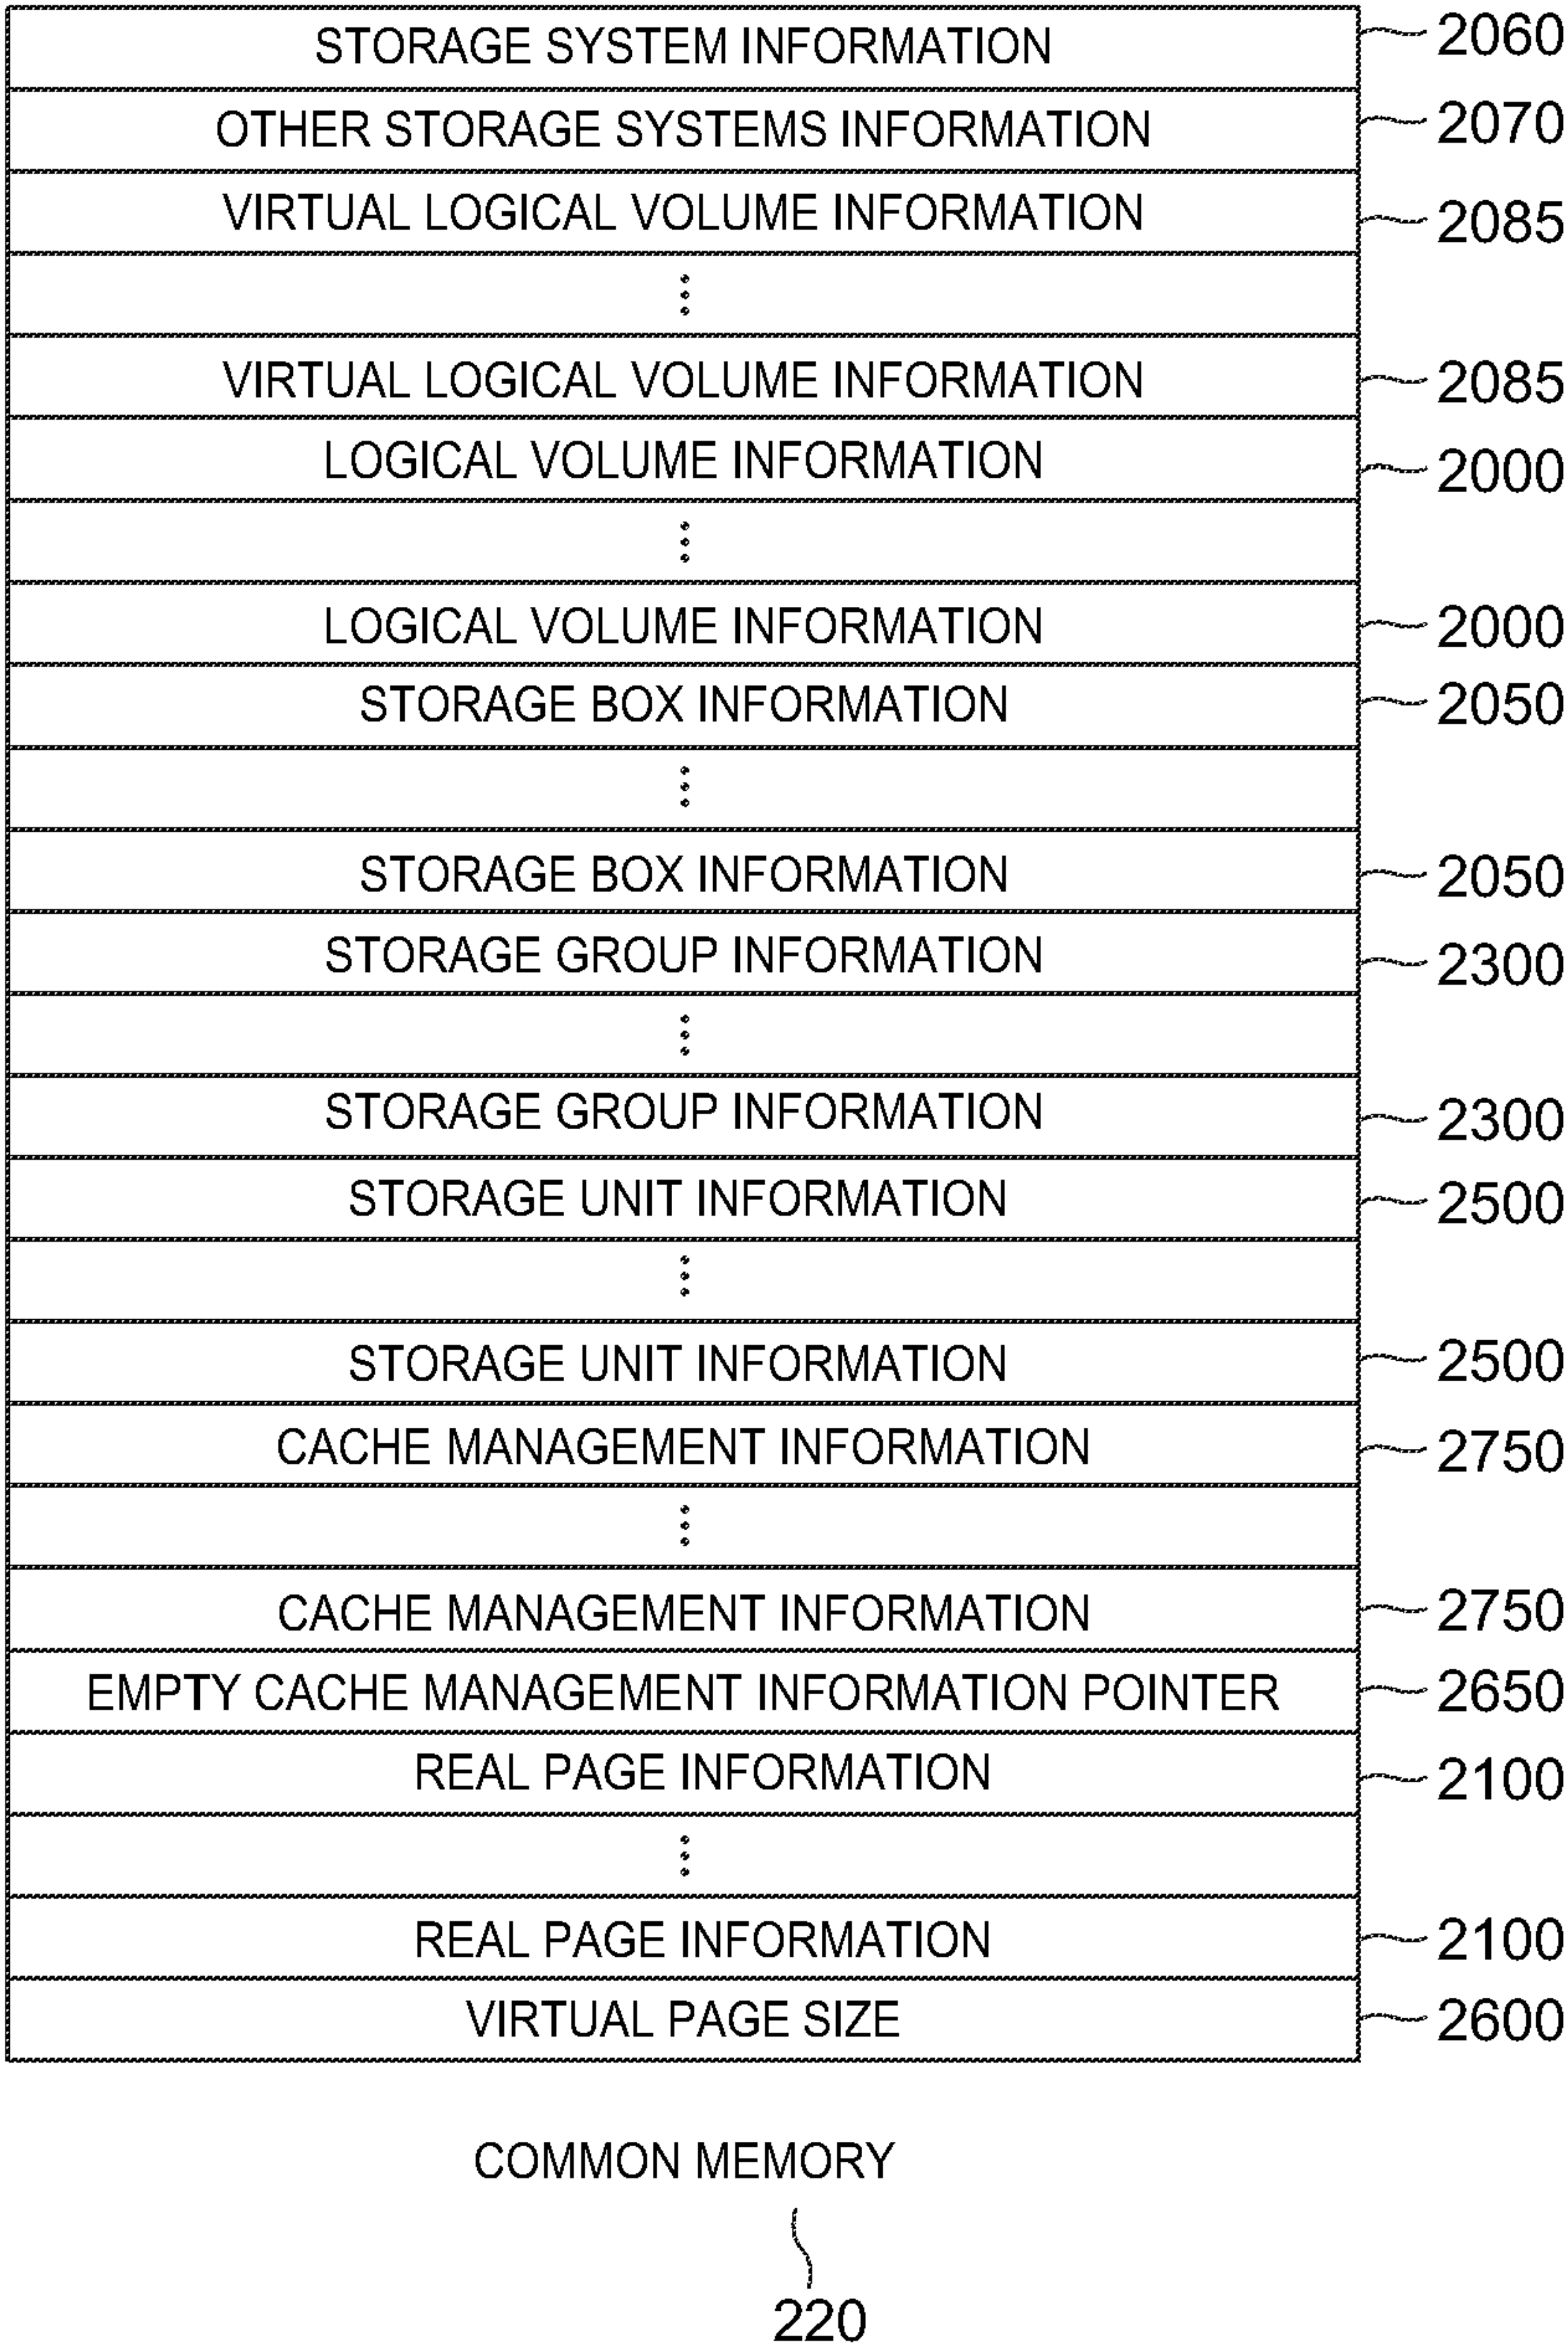 STORAGE SYSTEM INFORMATION 2060
OTHER STORAGE SYSTEMS INFORMATION 2070
VIRTUAL LOGICAL VOLUME INFORMATION 2085
⋮
VIRTUAL LOGICAL VOLUME INFORMATION 2085
LOGICAL VOLUME INFORMATION 2000
⋮
LOGICAL VOLUME INFORMATION 2000
STORAGE BOX INFORMATION 2050
⋮
STORAGE BOX INFORMATION 2050
STORAGE GROUP INFORMATION 2300
⋮
STORAGE GROUP INFORMATION 2300
STORAGE UNIT INFORMATION 2500
⋮
STORAGE UNIT INFORMATION 2500
CACHE MANAGEMENT INFORMATION 2750
⋮
CACHE MANAGEMENT INFORMATION 2750
EMPTY CACHE MANAGEMENT INFORMATION POINTER 2650
REAL PAGE INFORMATION 2100
⋮
REAL PAGE INFORMATION 2100
VIRTUAL PAGE SIZE 2600
COMMON MEMORY
220